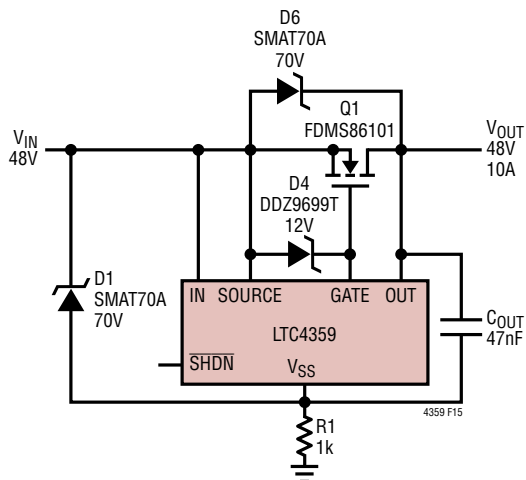 D6
SMAT70A
70V
Q1
FDMS86101
VIN
48V
VOUT
48V
10A
D4
DDZ9699T
12V
D1
SMAT70A
70V
IN SOURCE GATE OUT
LTC4359
SHDN
VSS
COUT
47nF
4359 F15
R1
1k